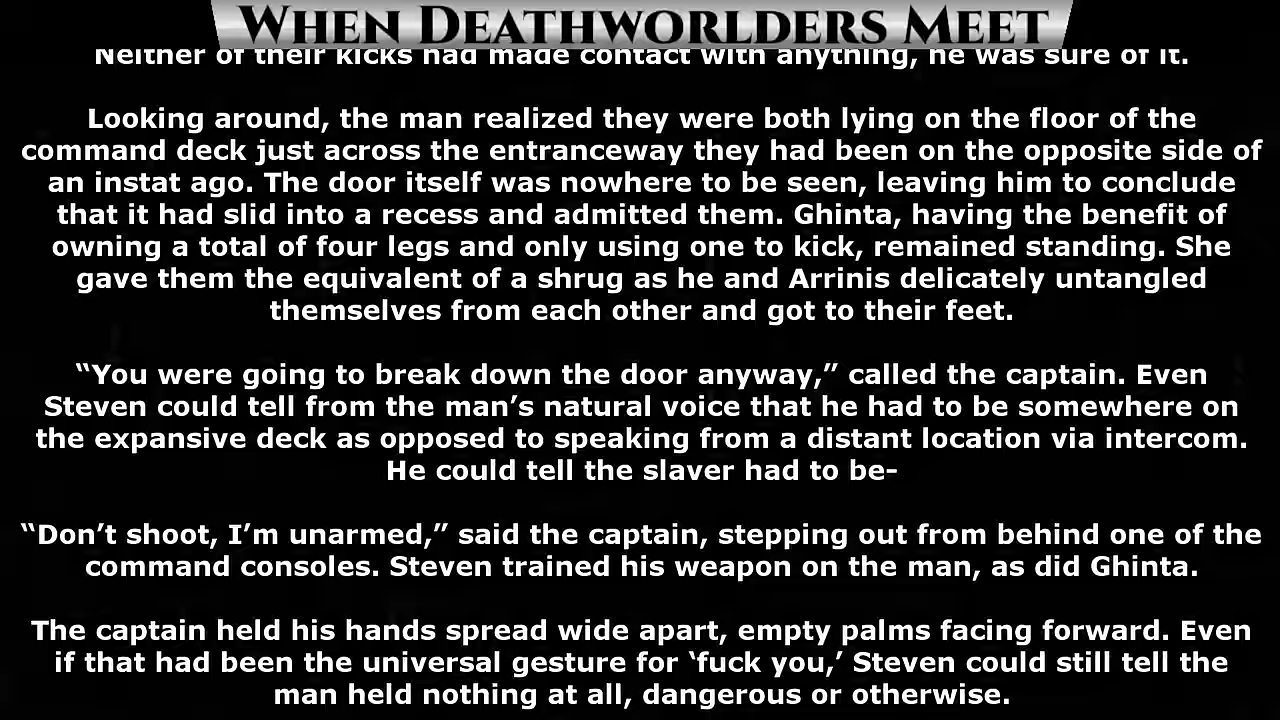 WHEN DEATHWORLDERS MEET
Neither of their kicks had made contact with anything, he was sure of it.
Looking around, the man realized they were both lying on the floor of the
command deck just across the entranceway they had been on the opposite side of
an instat ago. The door itself was nowhere to be seen, leaving him to conclude
that it had slid into a recess and admitted them. Ghinta, having the benefit of
owning a total of four legs and only using one to kick, remained standing. She
gave them the equivalent of a shrug as he and Arrinis delicately untangled
themselves from each other and got to their feet.
“You were going to break down the door anyway,” called the captain. Even
Steven could tell from the man’s natural voice that he had to be somewhere on
the expansive deck as opposed to speaking from a distant location via intercom.
He could tell the slaver had to be-
“Don’t shoot, I’m unarmed,” said the captain, stepping out from behind one of the
command consoles. Steven trained his weapon on the man, as did Ghinta.
The captain held his hands spread wide apart, empty palms facing forward. Even
if that had been the universal gesture for ‘fuck you,’ Steven could still tell the
man held nothing at all, dangerous or otherwise.